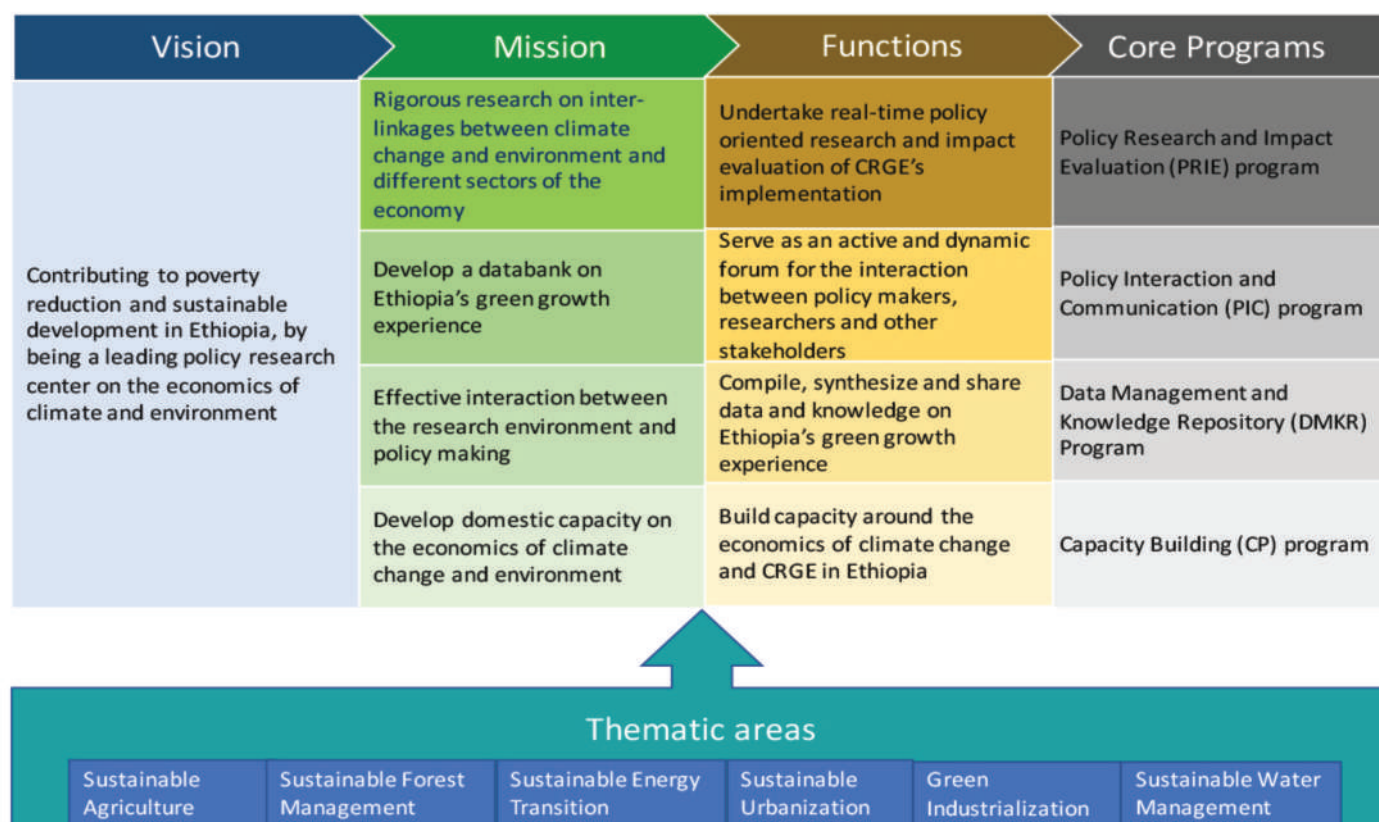 Vision
Mission
Functions
Core Programs
Contributing to poverty
reduction and sustainable
development in Ethiopia, by
being a leading policy research
center on the economics of
climate and environment
Rigorous research on inter-
linkages between climate
change and environment and
different sectors of the
economy
Develop a databank on
Ethiopia's green growth
experience
Effective interaction between
the research environment and
policy making
Develop domestic capacity on
the economics of climate
change and environment
Undertake real-time policy
oriented research and impact
evaluation of CRGE's
implementation
Serve as an active and dynamic
forum for the interaction
between policy makers,
researchers and other
stakeholders
Compile, synthesize and share
data and knowledge on
Ethiopia's green growth
experience
Build capacity around the
economics of climate change
and CRGE in Ethiopia
Policy Research and Impact
Evaluation (PRIE) program
Policy Interaction and
Communication (PIC) program
Data Management and
Knowledge Repository (DMKR)
Program
Capacity Building (CP) program
Thematic areas
Sustainable
Agriculture
Sustainable Forest
Management
Sustainable Energy
Transition
Sustainable
Urbanization
Green
Industrialization
Sustainable Water
Management